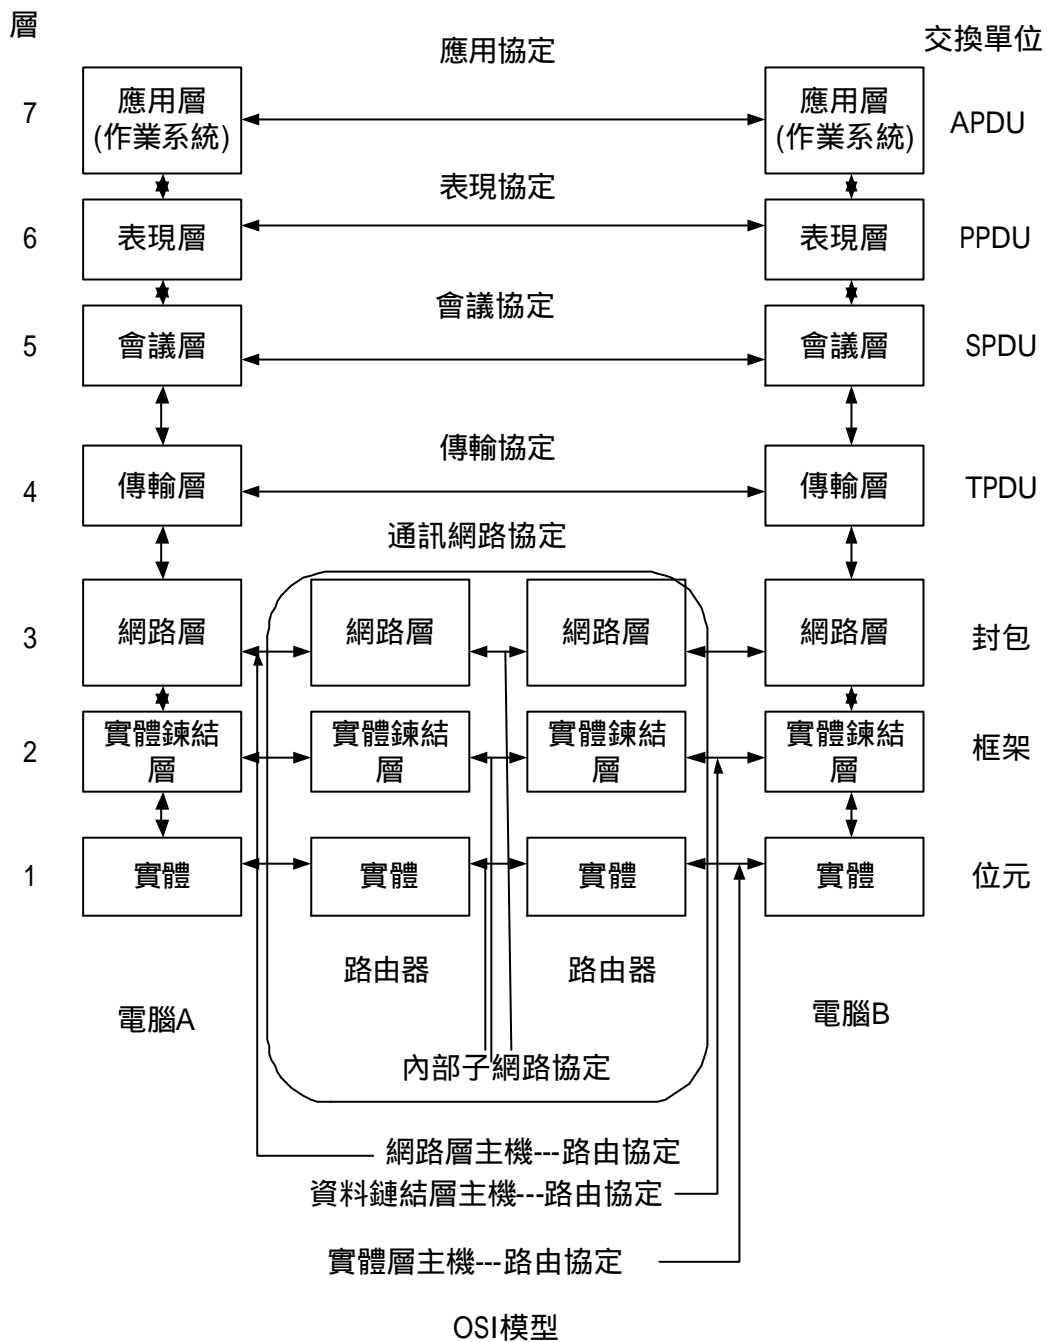 層
應用協定
交換單位
7
應用層
(作業系統)
應用層
(作業系統)
APDU
表現協定
6
表現層
表現層
PPDU
會議協定
5
會議層
會議層
SPDU
傳輸協定
4
傳輸層
傳輸層
TPDU
通訊網路協定
3
網路層
網路層
網路層
網路層
封包
2
實體鍊結
層
實體鍊結
層
實體鍊結
層
實體鍊結
層
框架
1
實體
實體
實體
實體
位元
路由器
路由器
電腦A
電腦B
內部子網路協定
網路層主機---路由協定
資料鏈結層主機---路由協定
實體層主機---路由協定
OSI模型